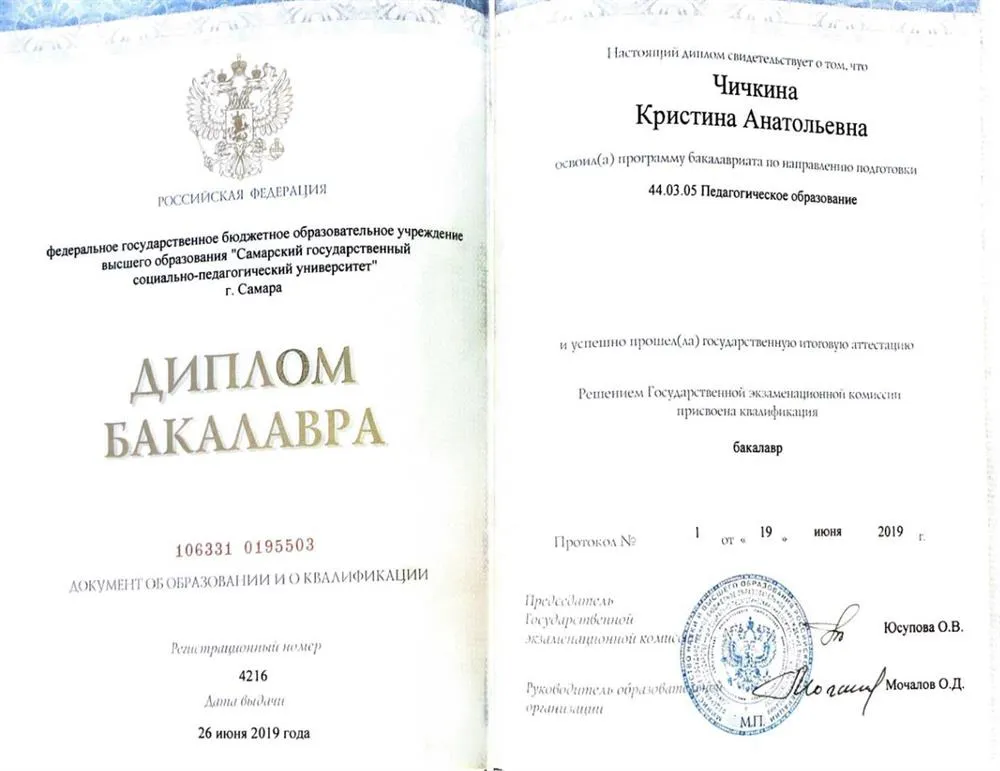 РОССИЙСКАЯ ФЕДЕРАЦИЯ
федеральное государственное бюджетное образовательное учреждение
высшего образования "Самарский государственный
социально-педагогический университет"
г. Самара
ДИПЛОМ
БАКАЛАВРА
106331 0195503
ДОКУМЕНТ ОБ ОБРАЗОВАНИИ И О КВАЛИФИКАЦИИ
Регистрационный номер
4216
Дата выдачи
26 июня 2019 года
Настоящий диплом свидетельствует о том, что
Чичкина
Кристина Анатольевна
освоил(а) программу бакалавриата по направлению подготовки
44.03.05 Педагогическое образование
и успешно прошел(ла) государственную итоговую аттестацию
Решением Государственной экзаменационной комиссии
присвоена квалификация
бакалавр
Протокол № 1 от « 19 » июня 2019 г.
Председатель
Государственной
экзаменационной комиссии
Юсупова О.В.
Руководитель образовательной
организации
Мочалов О.Д.
М.П.